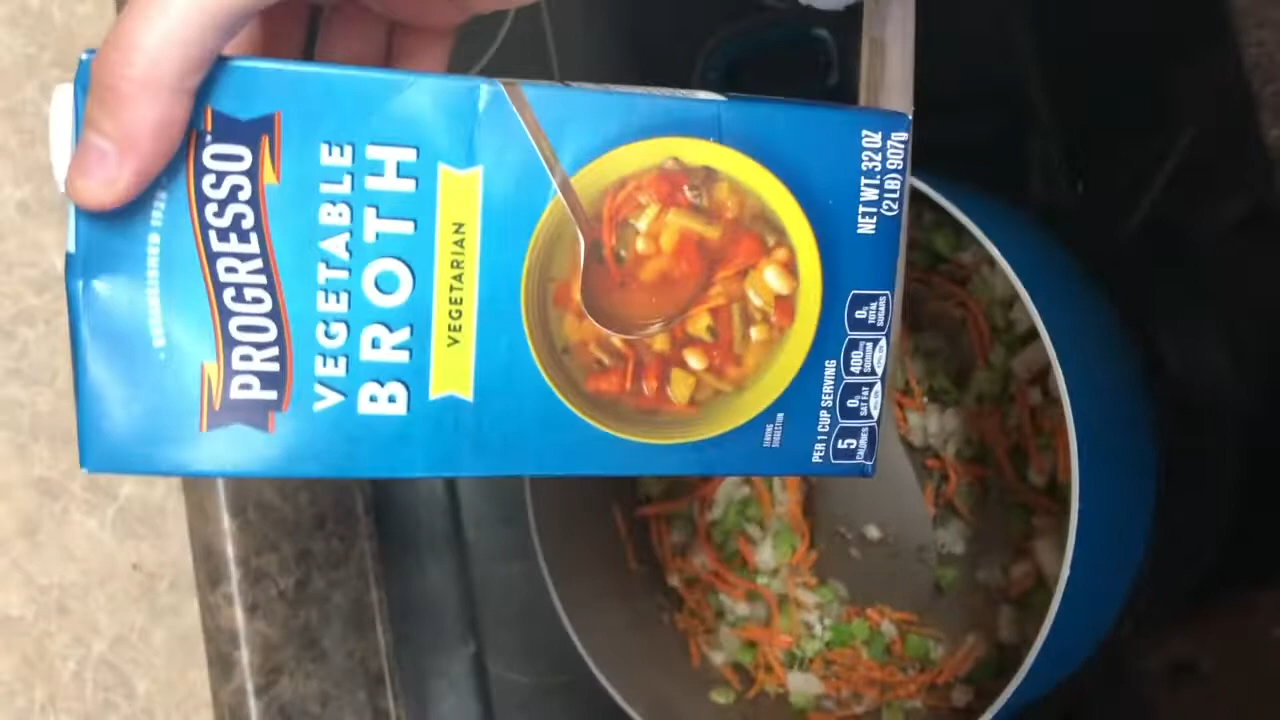 PROGRESSO
VEGETABLE
BROTH
VEGETARIAN
SERVING
SUGGESTION
NET WT. 32 OZ
(2 LB) 907g
PER 1 CUP SERVING
5
CALORIES
0g
SAT FAT
400mg
SODIUM
0g
TOTAL
SUGARS